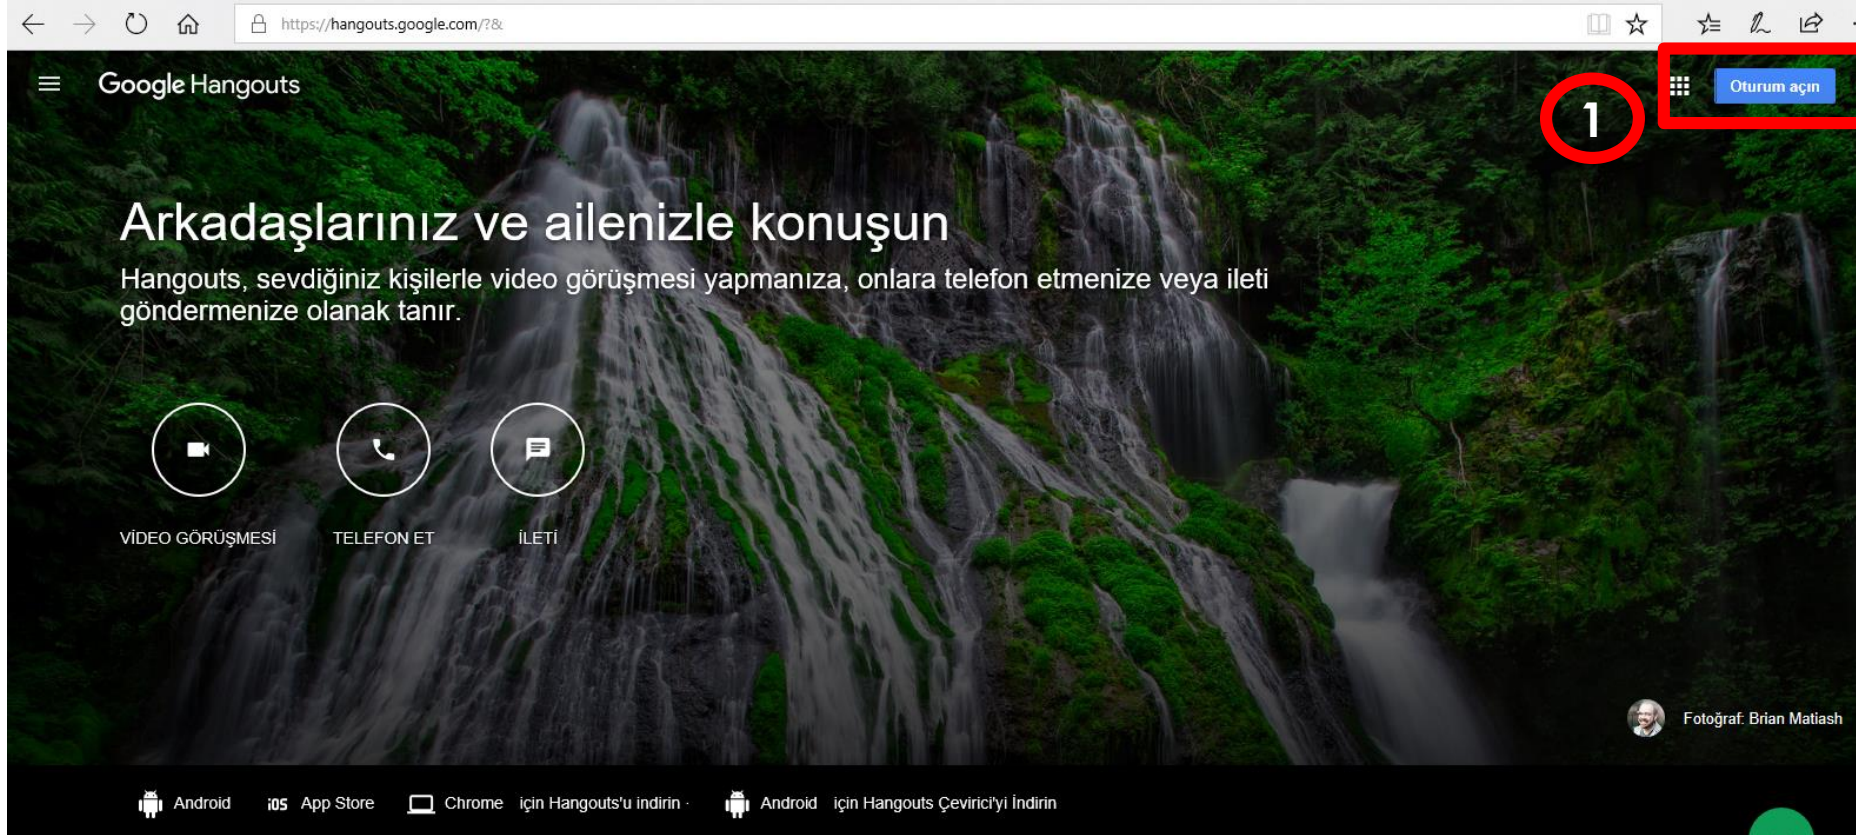 https://hangouts.google.com/?&
Google Hangouts
Oturum açın
1
Arkadaşlarınız ve ailenizle konuşun
Hangouts, sevdiğiniz kişilerle video görüşmesi yapmanıza, onlara telefon etmenize veya ileti
göndermenize olanak tanır.
VİDEO GÖRÜŞMESİ TELEFON ET İLETİ
Fotoğraf: Brian Matiash
Android iOS App Store Chrome için Hangouts'u indirin · Android için Hangouts Çevirici'yi İndirin